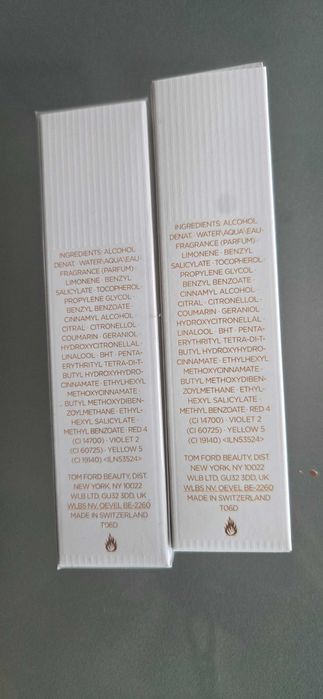 INGREDIENTS: ALCOHOL
DENAT. · WATER\AQUA\EAU ·
FRAGRANCE (PARFUM) ·
LIMONENE · BENZYL
SALICYLATE · TOCOPHEROL
PROPYLENE GLYCOL ·
BENZYL BENZOATE ·
CINNAMYL ALCOHOL ·
CITRAL · CITRONELLOL ·
COUMARIN · GERANIOL ·
HYDROXYCITRONELLAL ·
LINALOOL · BHT · PENTA-
ERYTHRITYL TETRA-DI-T-
BUTYL HYDROXYHYDRO-
CINNAMATE · ETHYLHEXYL
METHOXYCINNAMATE ·
BUTYL METHOXYDIBEN-
ZOYLMETHANE · ETHYL-
HEXYL SALICYLATE ·
METHYL BENZOATE · RED 4
(CI 14700) · VIOLET 2
(CI 60725) · YELLOW 5
(CI 19140) <ILN53524>
TOM FORD BEAUTY, DIST.
NEW YORK, NY 10022
WLB LTD, GU32 3DD, UK
WLBS NV, OEVEL BE-2260
MADE IN SWITZERLAND
T06D
INGREDIENTS: ALCOHOL
DENAT. · WATER\AQUA\EAU ·
FRAGRANCE (PARFUM) ·
LIMONENE · BENZYL
SALICYLATE · TOCOPHEROL
PROPYLENE GLYCOL ·
BENZYL BENZOATE ·
CINNAMYL ALCOHOL ·
CITRAL · CITRONELLOL ·
COUMARIN · GERANIOL ·
HYDROXYCITRONELLAL ·
LINALOOL · BHT · PENTA-
ERYTHRITYL TETRA-DI-T-
BUTYL HYDROXYHYDRO-
CINNAMATE · ETHYLHEXYL
METHOXYCINNAMATE ·
BUTYL METHOXYDIBEN-
ZOYLMETHANE · ETHYL-
HEXYL SALICYLATE ·
METHYL BENZOATE · RED 4
(CI 14700) · VIOLET 2
(CI 60725) · YELLOW 5
(CI 19140) <ILN53524>
TOM FORD BEAUTY, DIST.
NEW YORK, NY 10022
WLB LTD, GU32 3DD, UK
WLBS NV, OEVEL BE-2260
MADE IN SWITZERLAND
T06D